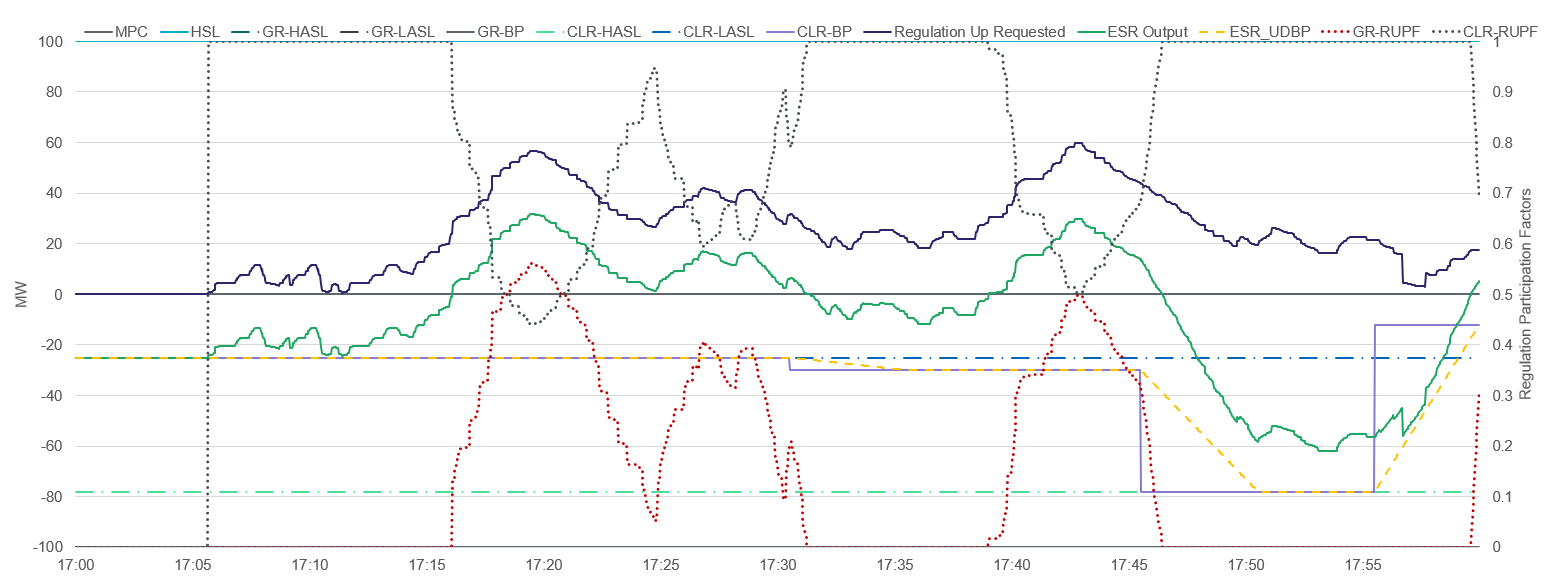 MPC HSL GR-HASL GR-LASL GR-BP CLR-HASL CLR-LASL CLR-BP Regulation Up Requested ESR Output ESR_UDBP GR-RUPF CLR-RUPF
100 1
80 0.9
60 0.8
40 0.7
20 0.6
0 0.5
-20 0.4
-40 0.3
-60 0.2
-80 0.1
-100 0
MW
Regulation Participation Factors
17:00 17:05 17:10 17:15 17:20 17:25 17:30 17:35 17:40 17:45 17:50 17:55